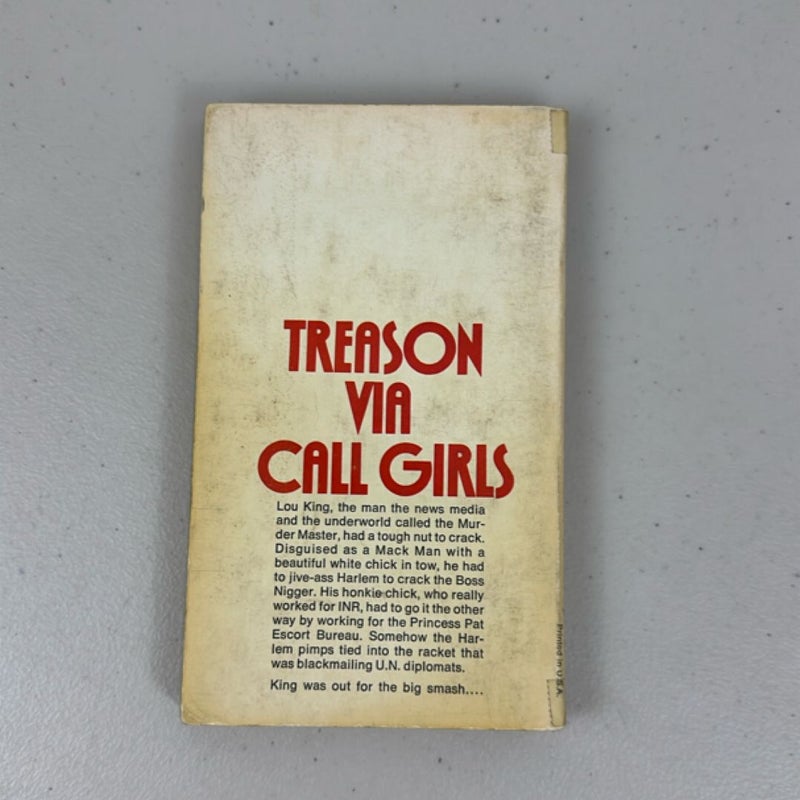 TREASON
VIA
CALL GIRLS
Lou King, the man the news media
and the underworld called the Mur-
der Master, had a tough nut to crack.
Disguised as a Mack Man with a
beautiful white chick in tow, he had
to jive-ass Harlem to crack the Boss
Nigger. His honkie chick, who really
worked for INR, had to go it the other
way by working for the Princess Pat
Escort Bureau. Somehow the Har-
lem pimps tied into the racket that
was blackmailing U.N. diplomats.
King was out for the big smash....
Printed in U.S.A.